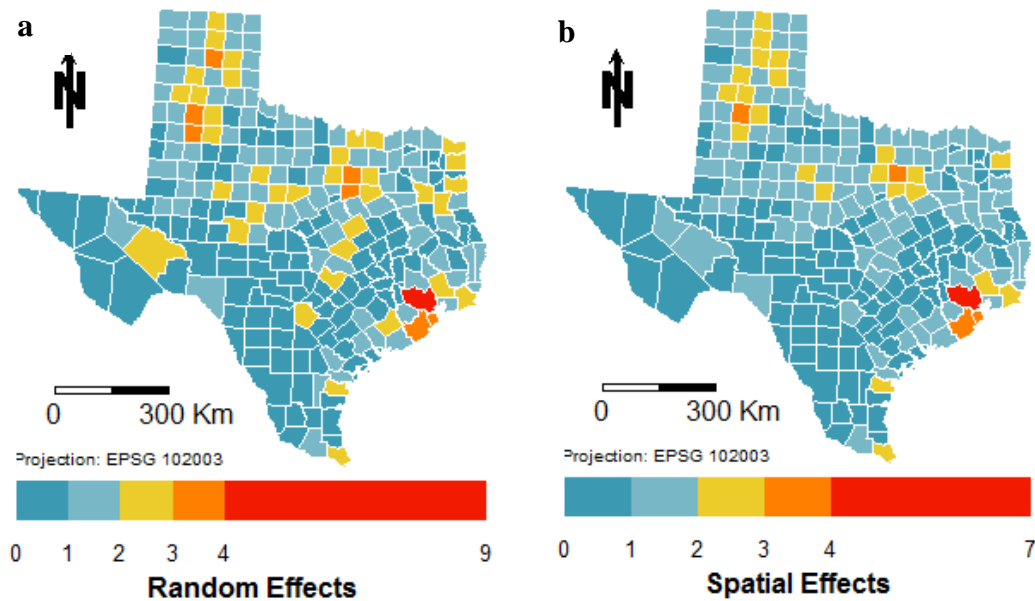 a
N
0 300 Km
Projection: EPSG 102003
0 1 2 3 4 9
Random Effects
b
N
0 300 Km
Projection: EPSG 102003
0 1 2 3 4 7
Spatial Effects